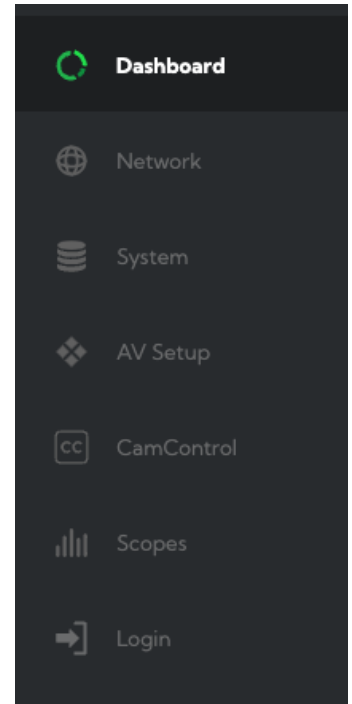 Dashboard
Network
System
AV Setup
CC CamControl
Scopes
Login